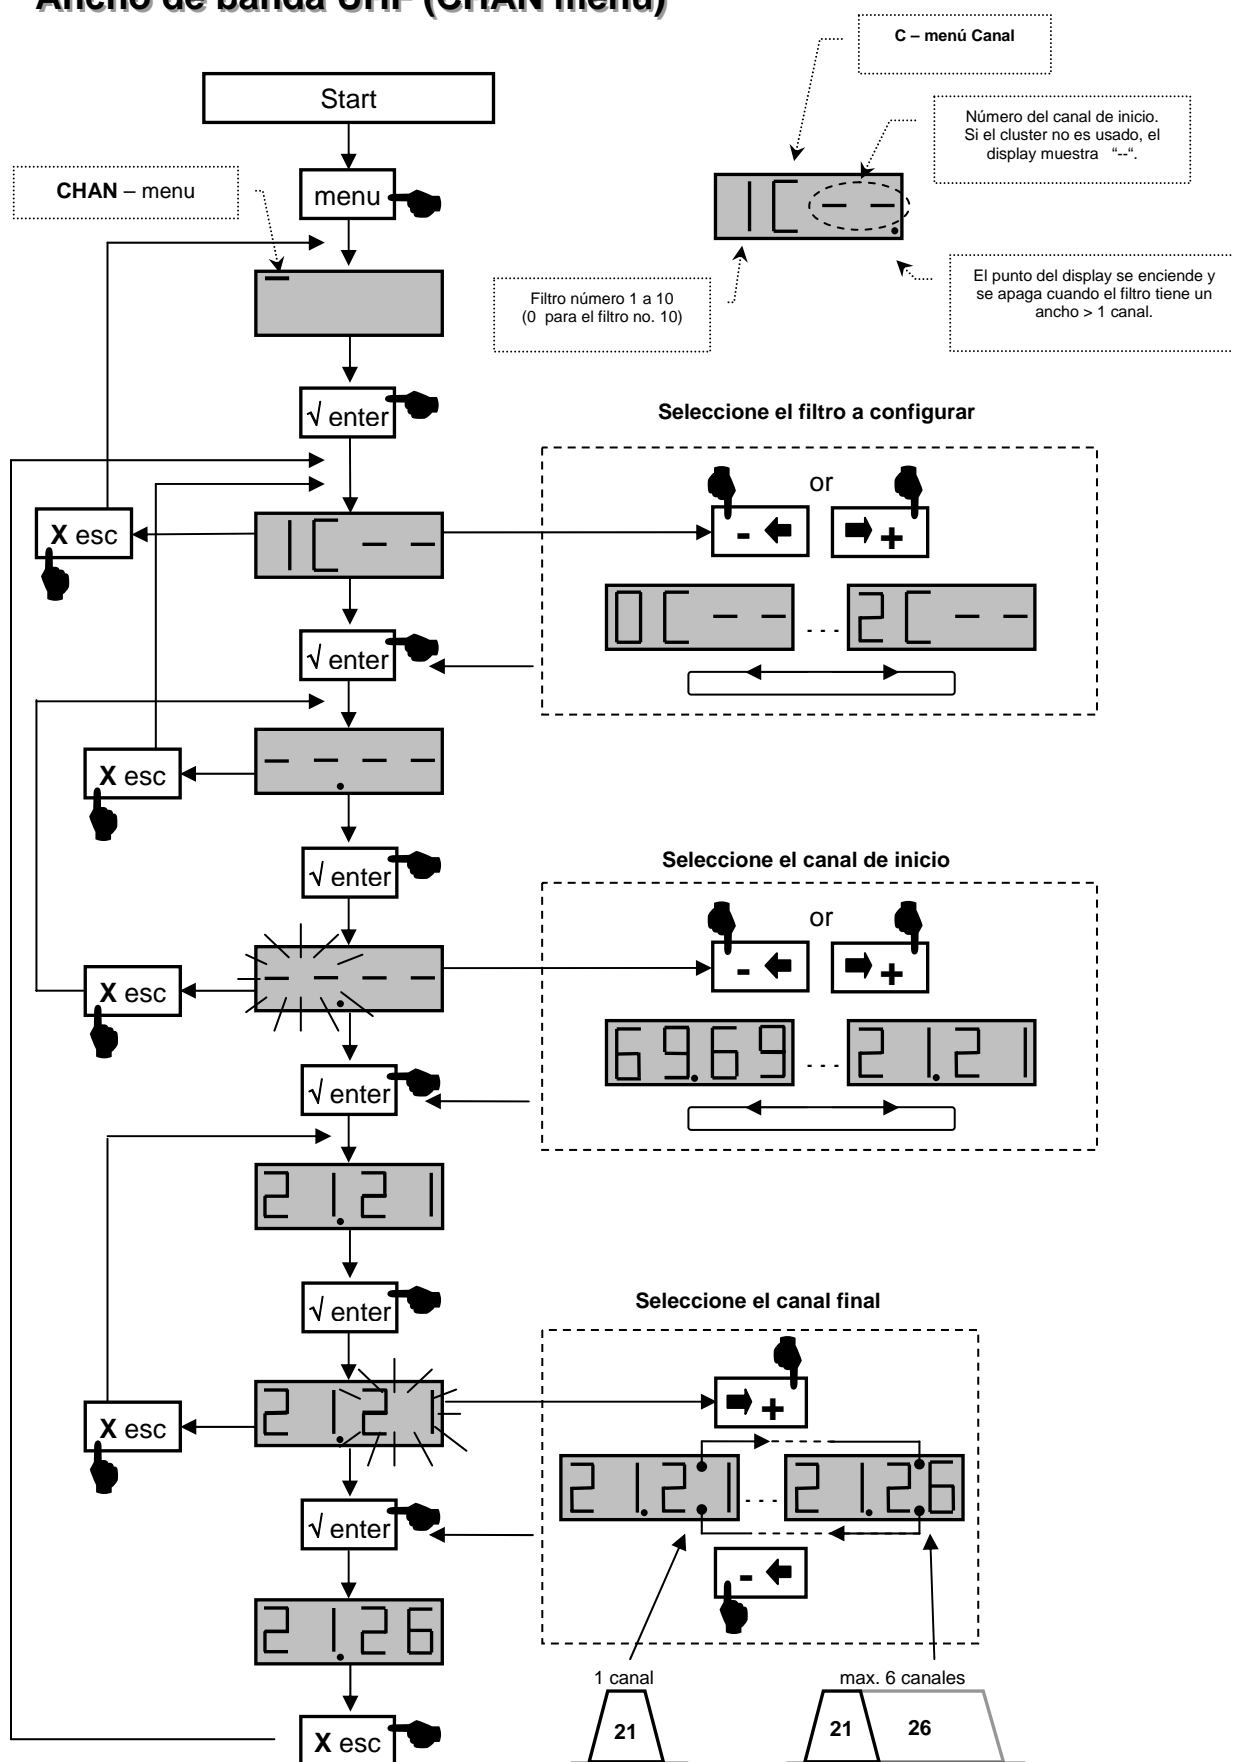 Ancho de banda UHF (CHAN menú)
C – menú Canal
Start
Número del canal de inicio.
Si el cluster no es usado, el
display muestra "--".
CHAN – menu
menu
1C--.
Filtro número 1 a 10
(0 para el filtro no. 10)
El punto del display se enciende y
se apaga cuando el filtro tiene un
ancho > 1 canal.
√ enter
Seleccione el filtro a configurar
or
X esc
1C--
- +
0C-- ... 2C--
√ enter
--.--
X esc
√ enter
Seleccione el canal de inicio
or
--.--
- +
X esc
69.69 ... 21.21
√ enter
21.21
√ enter
Seleccione el canal final
21.21
+
X esc
21.21 ... 21.26
√ enter
-
21.26
1 canal
max. 6 canales
X esc
21
21 26